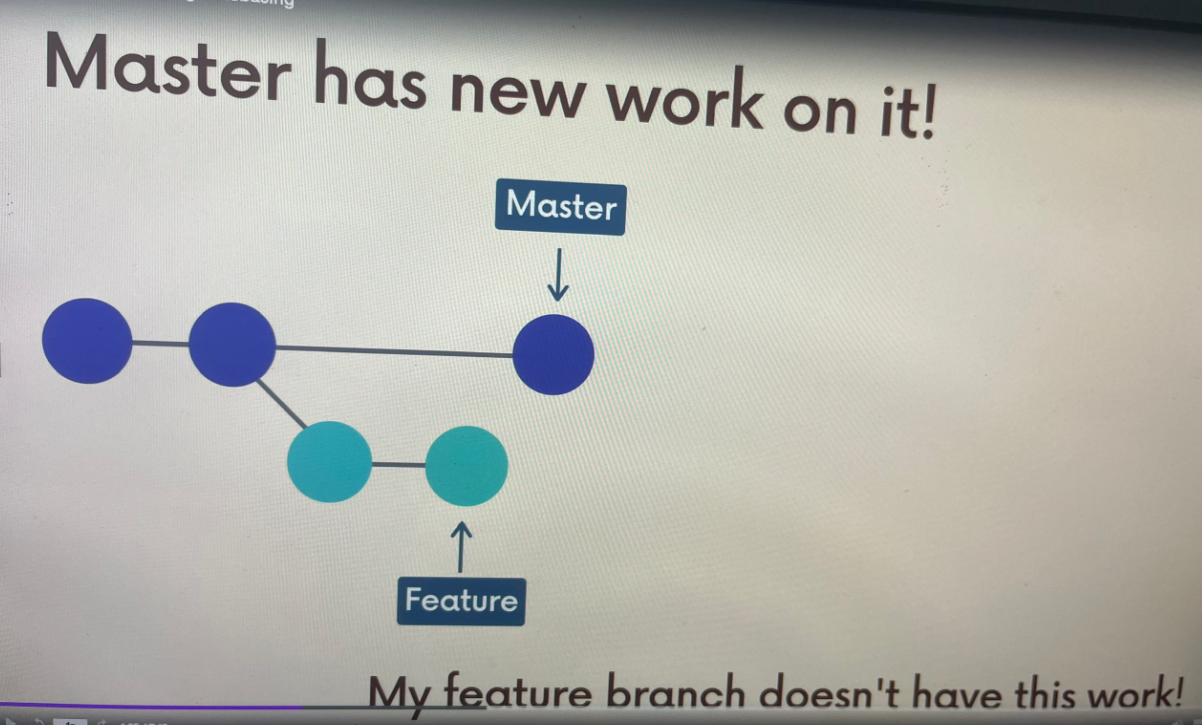 Master has new work on it!
Master
Feature
My feature branch doesn't have this work!